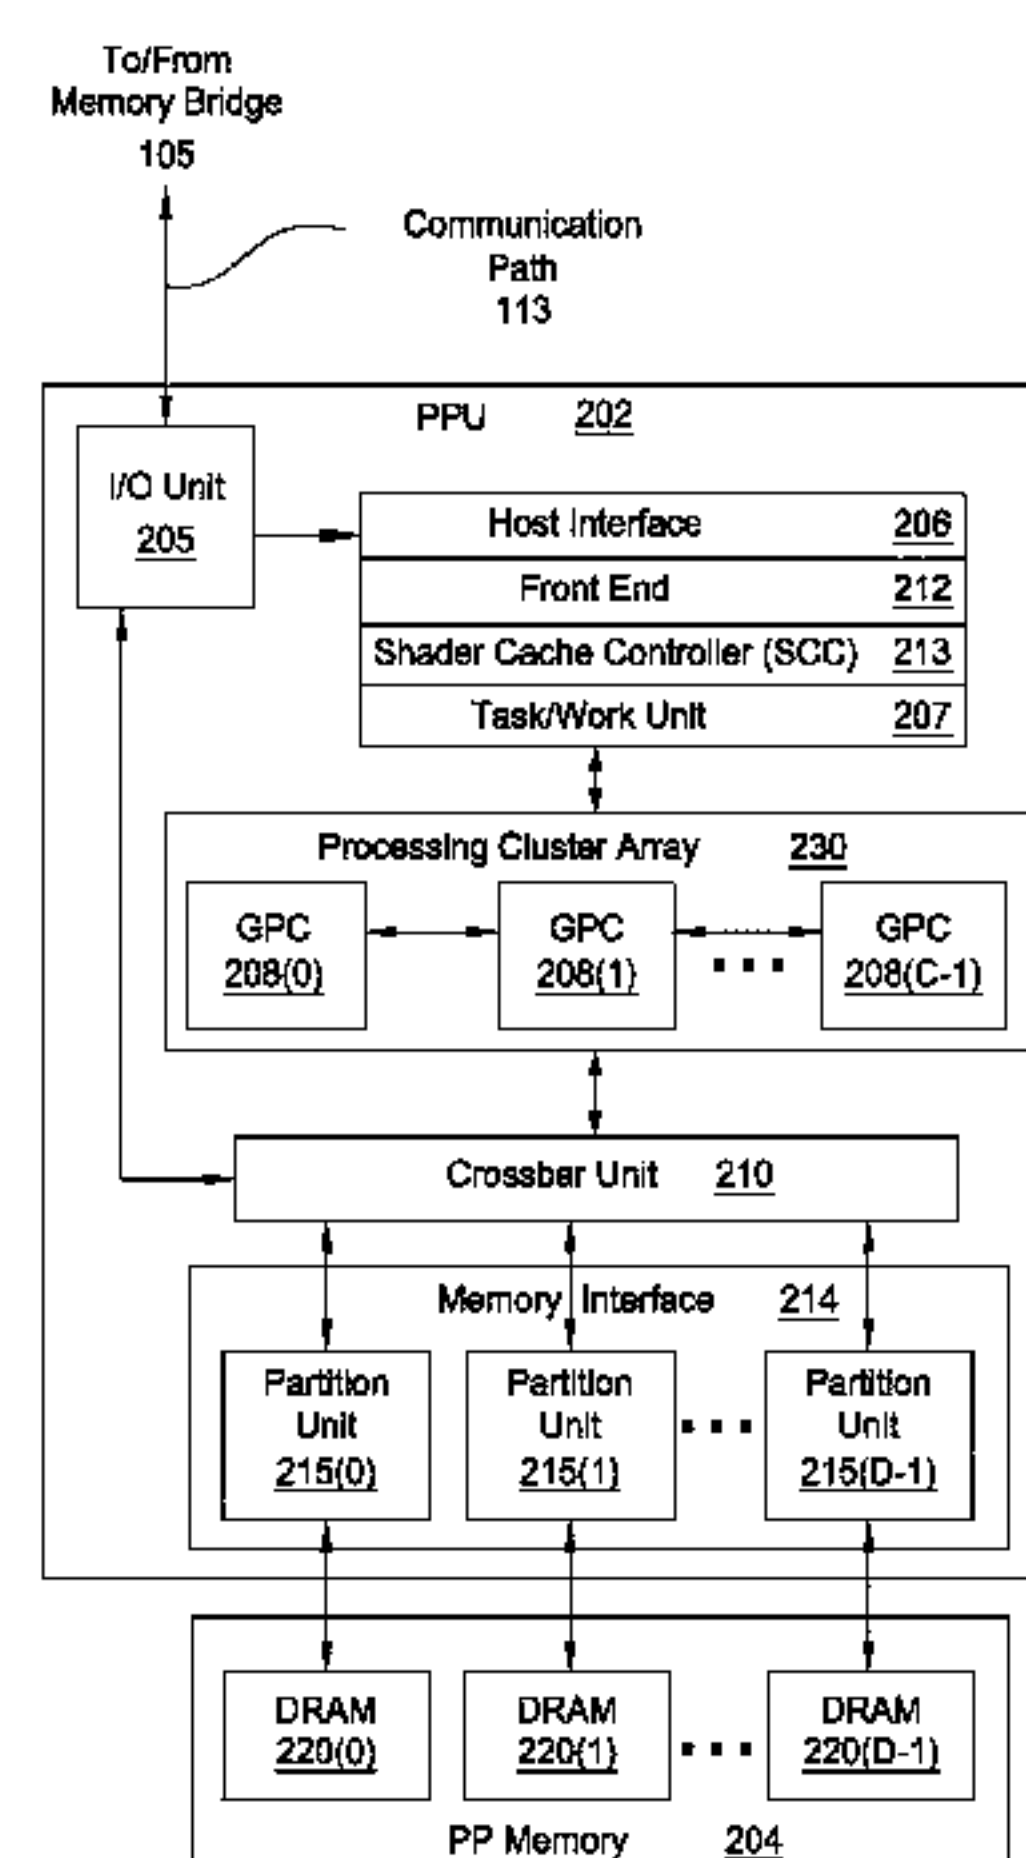 To/From
Memory Bridge
105
Communication
Path
113
PPU 202
I/O Unit
205
Host Interface 206
Front End 212
Shader Cache Controller (SCC) 213
Task/Work Unit 207
Processing Cluster Array 230
GPC
208(0)
GPC
208(1)
GPC
208(C-1)
Crossbar Unit 210
Memory Interface 214
Partition
Unit
215(0)
Partition
Unit
215(1)
Partition
Unit
215(D-1)
DRAM
220(0)
DRAM
220(1)
DRAM
220(D-1)
PP Memory 204